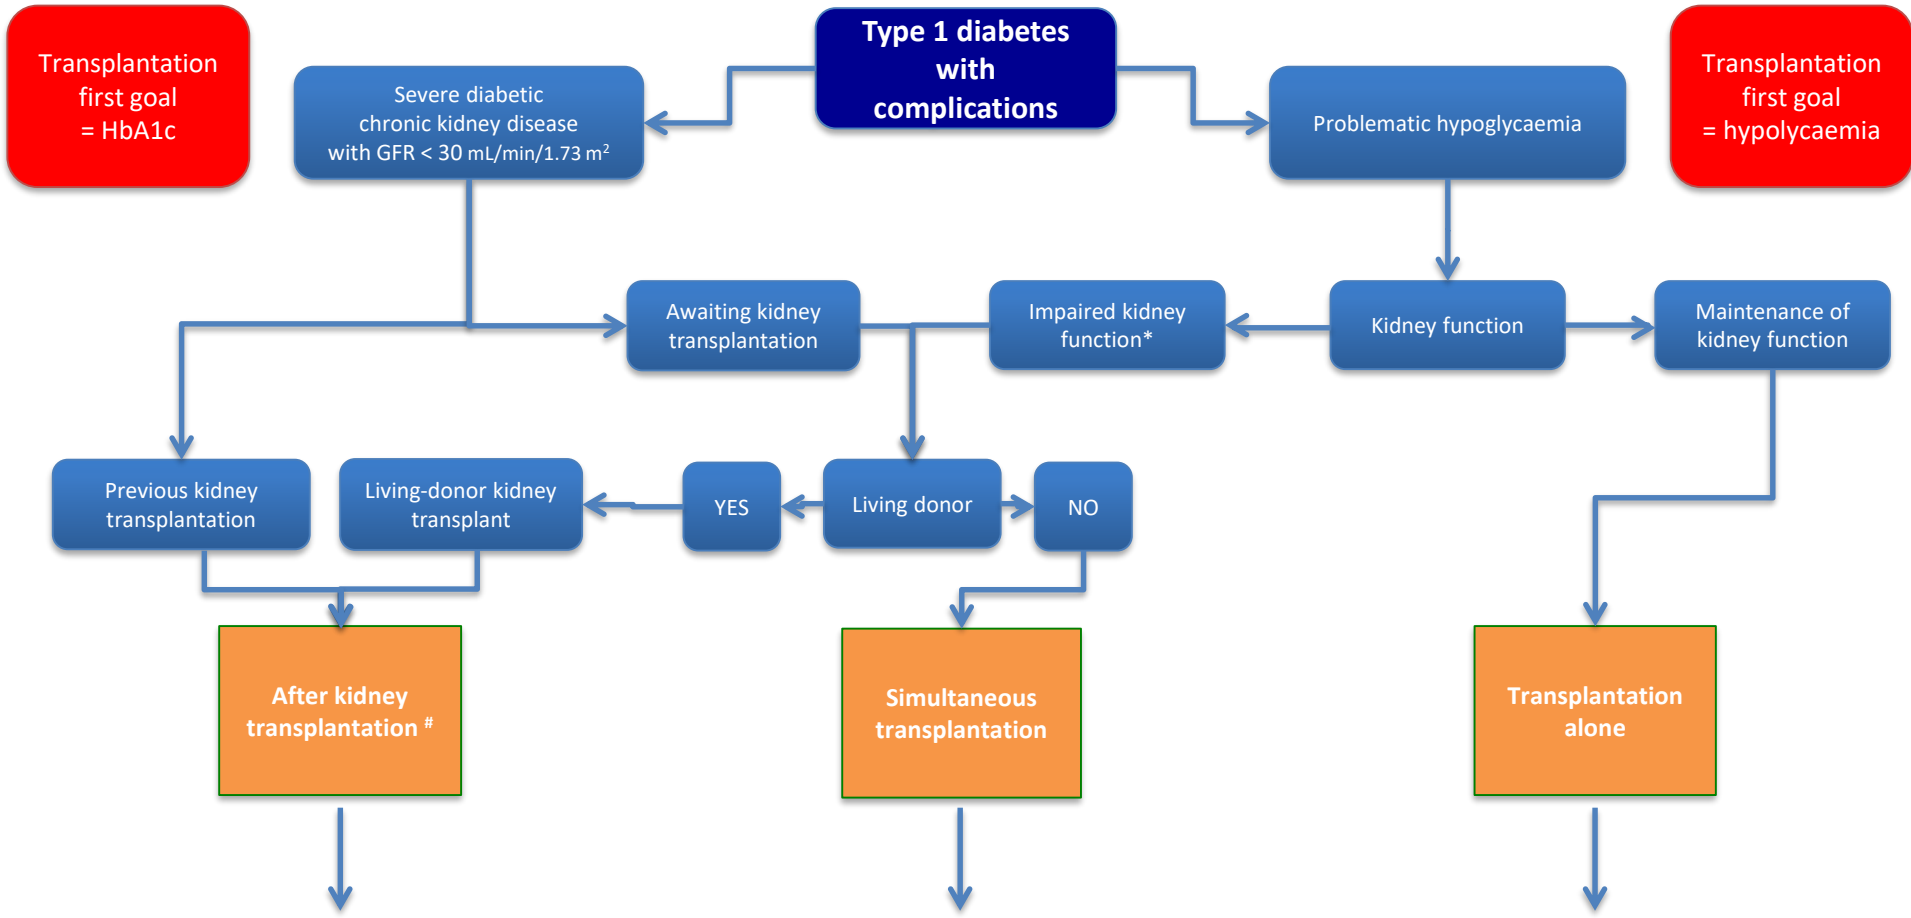 Transplantation
first goal
= HbA1c
Type 1 diabetes
with
complications
Transplantation
first goal
= hypolycaemia
Severe diabetic
chronic kidney disease
with GFR < 30 mL/min/1.73 m²
Problematic hypoglycaemia
Awaiting kidney
transplantation
Impaired kidney
function*
Kidney function
Maintenance of
kidney function
Previous kidney
transplantation
Living-donor kidney
transplant
YES
Living donor
NO
After kidney
transplantation #
Simultaneous
transplantation
Transplantation
alone